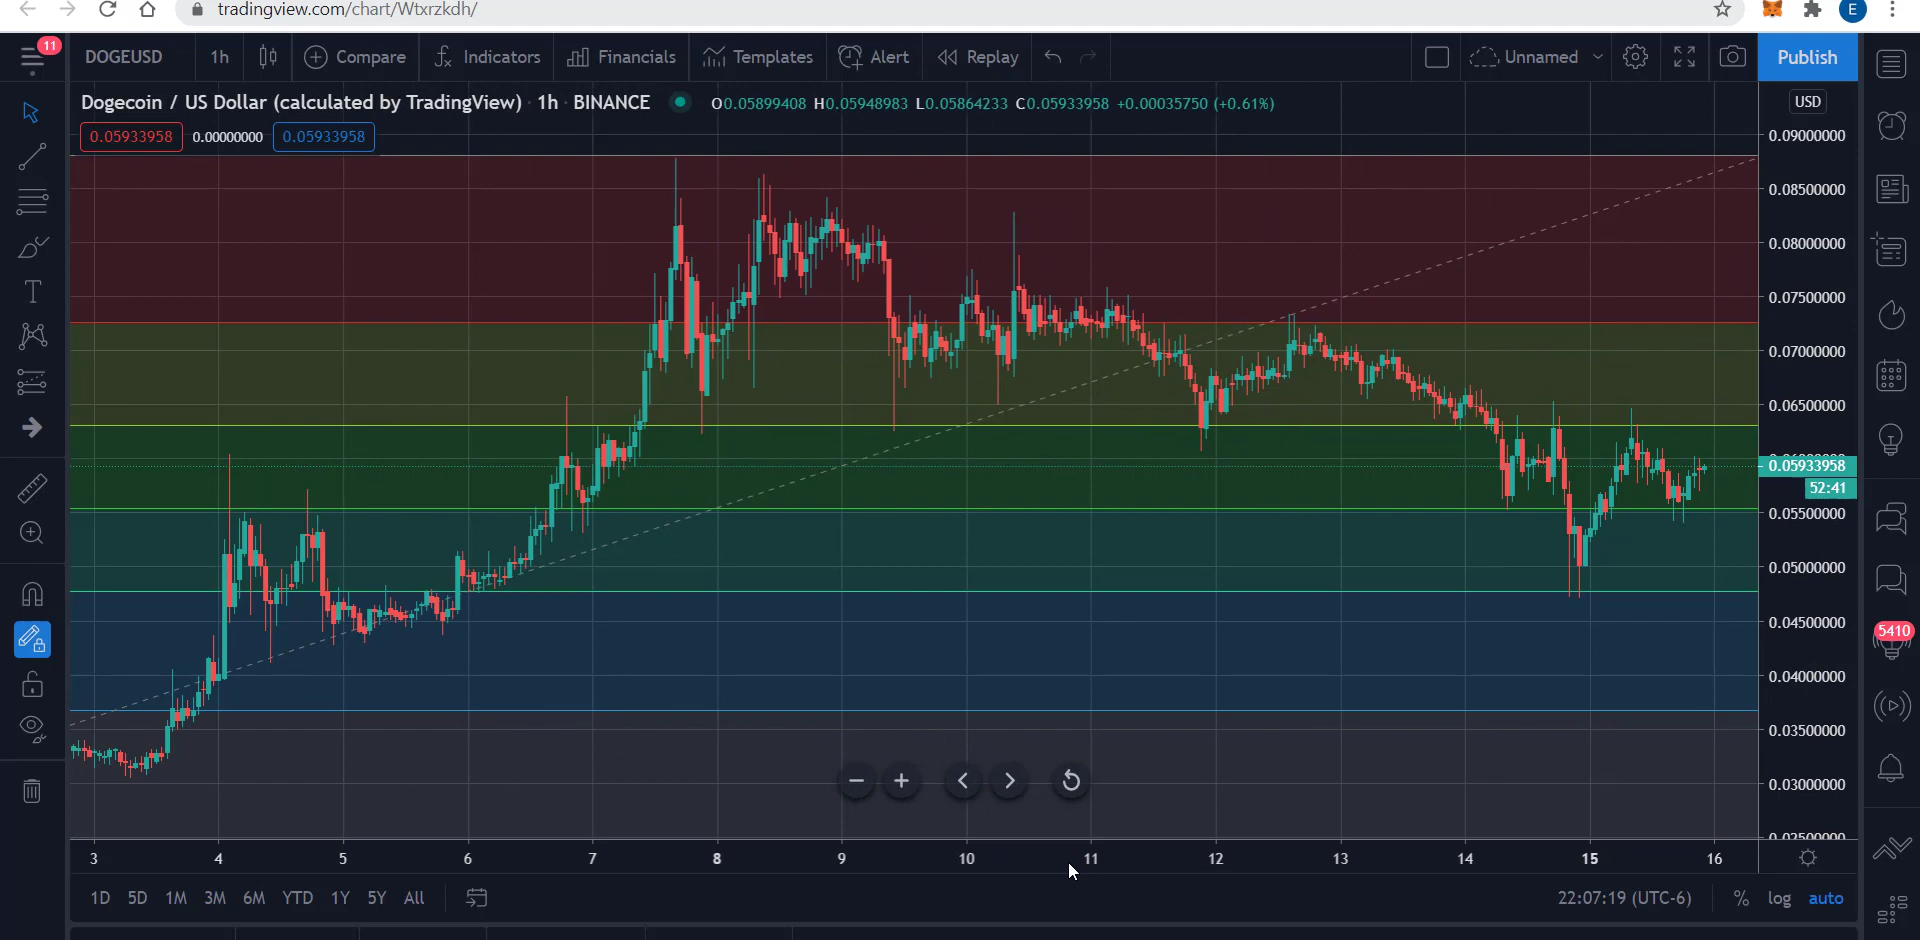 tradingview.com/chart/Wtxrzkdh/
E
11
DOGEUSD 1h Compare Indicators Financials Templates Alert Replay Unnamed Publish
Dogecoin / US Dollar (calculated by TradingView) · 1h · BINANCE O0.05899408 H0.05948983 L0.05864233 C0.05933958 +0.00035750 (+0.61%)
USD
0.05933958 0.00000000 0.05933958
0.09000000
0.08500000
0.08000000
0.07500000
0.07000000
0.06500000
0.05933958
52:41
0.05500000
0.05000000
0.04500000
5410
0.04000000
0.03500000
0.03000000
0.02500000
3 4 5 6 7 8 9 10 11 12 13 14 15 16
1D 5D 1M 3M 6M YTD 1Y 5Y All 22:07:19 (UTC-6) % log auto